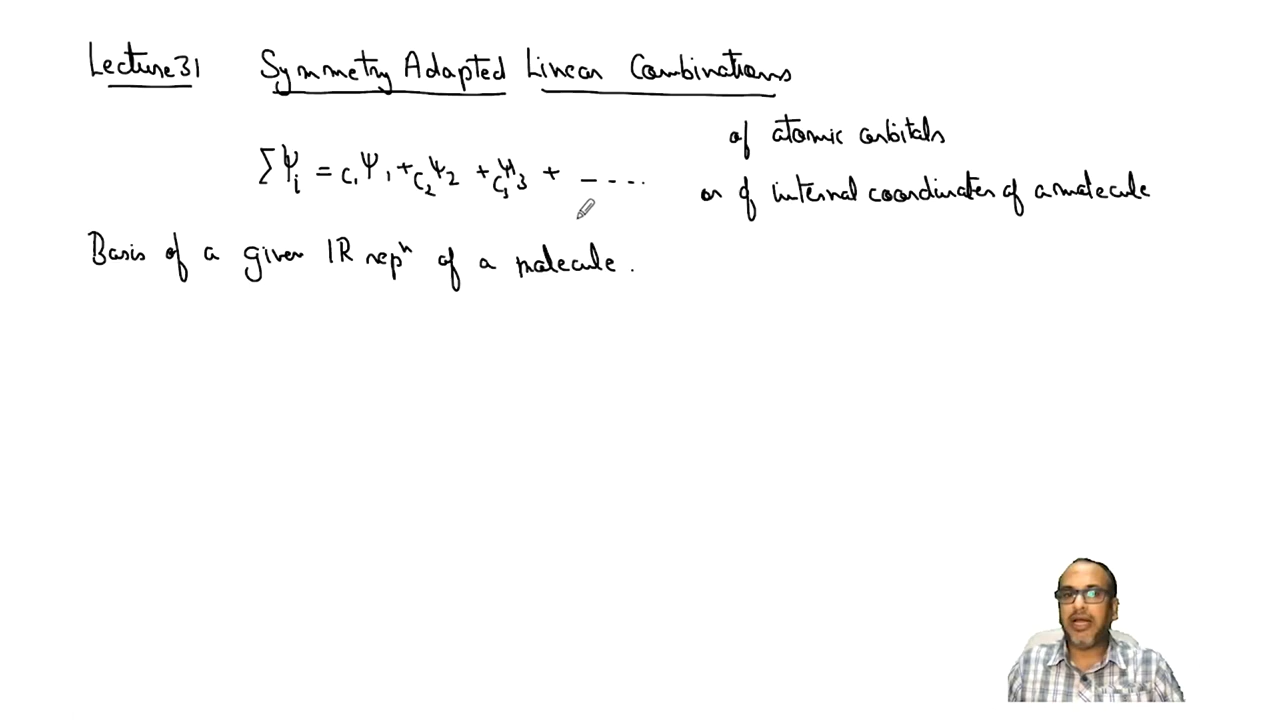 Lecture 31 Symmetry Adapted Linear Combinations
of atomic orbitals
∑Ψᵢ = c₁Ψ₁ + c₂Ψ₂ + c₃Ψ₃ + – - - -
or of internal coordinates of a molecule
Basis of a given IR repⁿ of a molecule.